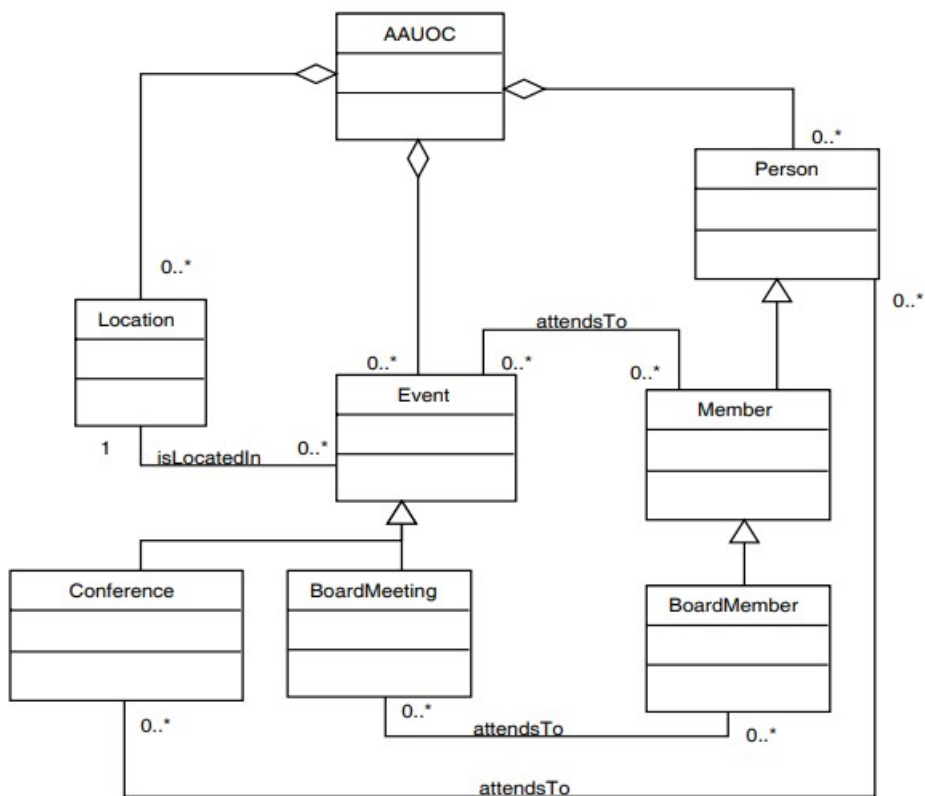 AAUOC
0..*
Person
0..*
0..*
Location
attendsTo
0..*
0..*
0..*
Event
Member
1
isLocatedIn
0..*
Conference
BoardMeeting
BoardMember
0..*
0..*
attendsTo
0..*
attendsTo